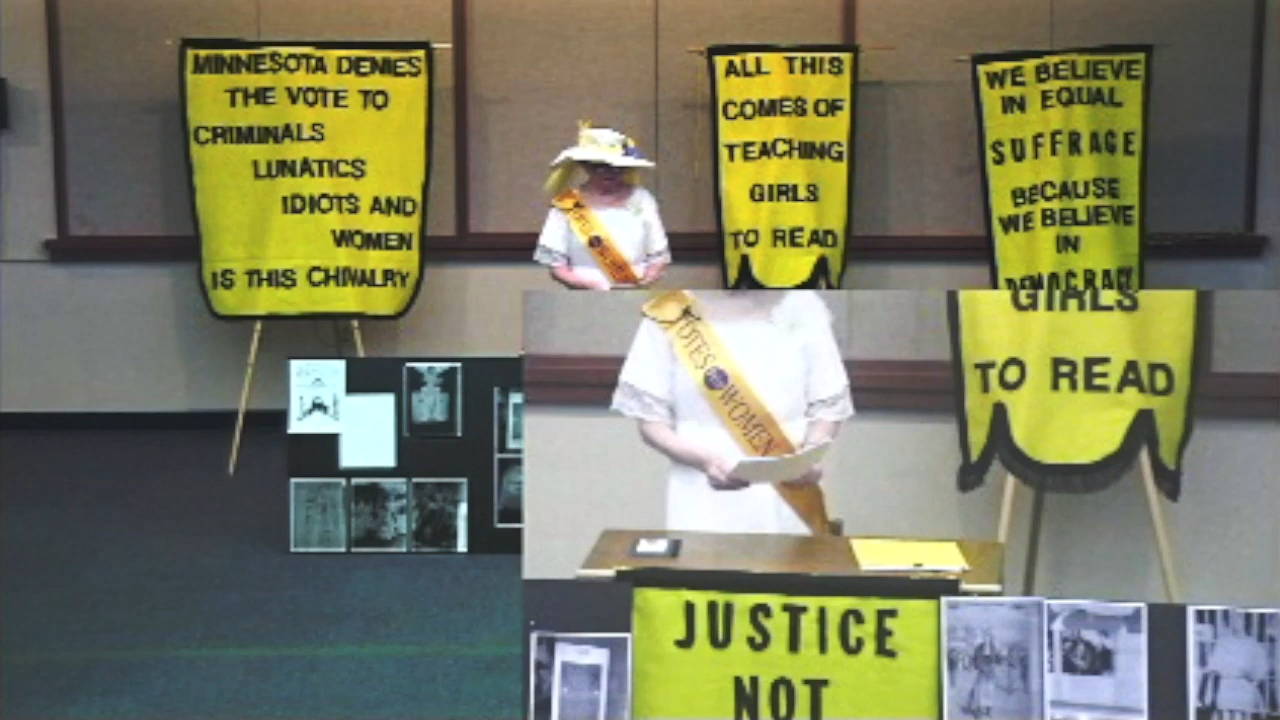 MINNESOTA DENIES
THE VOTE TO
CRIMINALS
LUNATICS
IDIOTS AND
WOMEN
IS THIS CHIVALRY
ALL THIS
COMES OF
TEACHING
GIRLS
TO READ
WE BELIEVE
IN EQUAL
SUFFRAGE
BECAUSE
WE BELIEVE
IN
DEMOCRACY
GIRLS
TO READ
VOTES WOMEN
JUSTICE
NOT